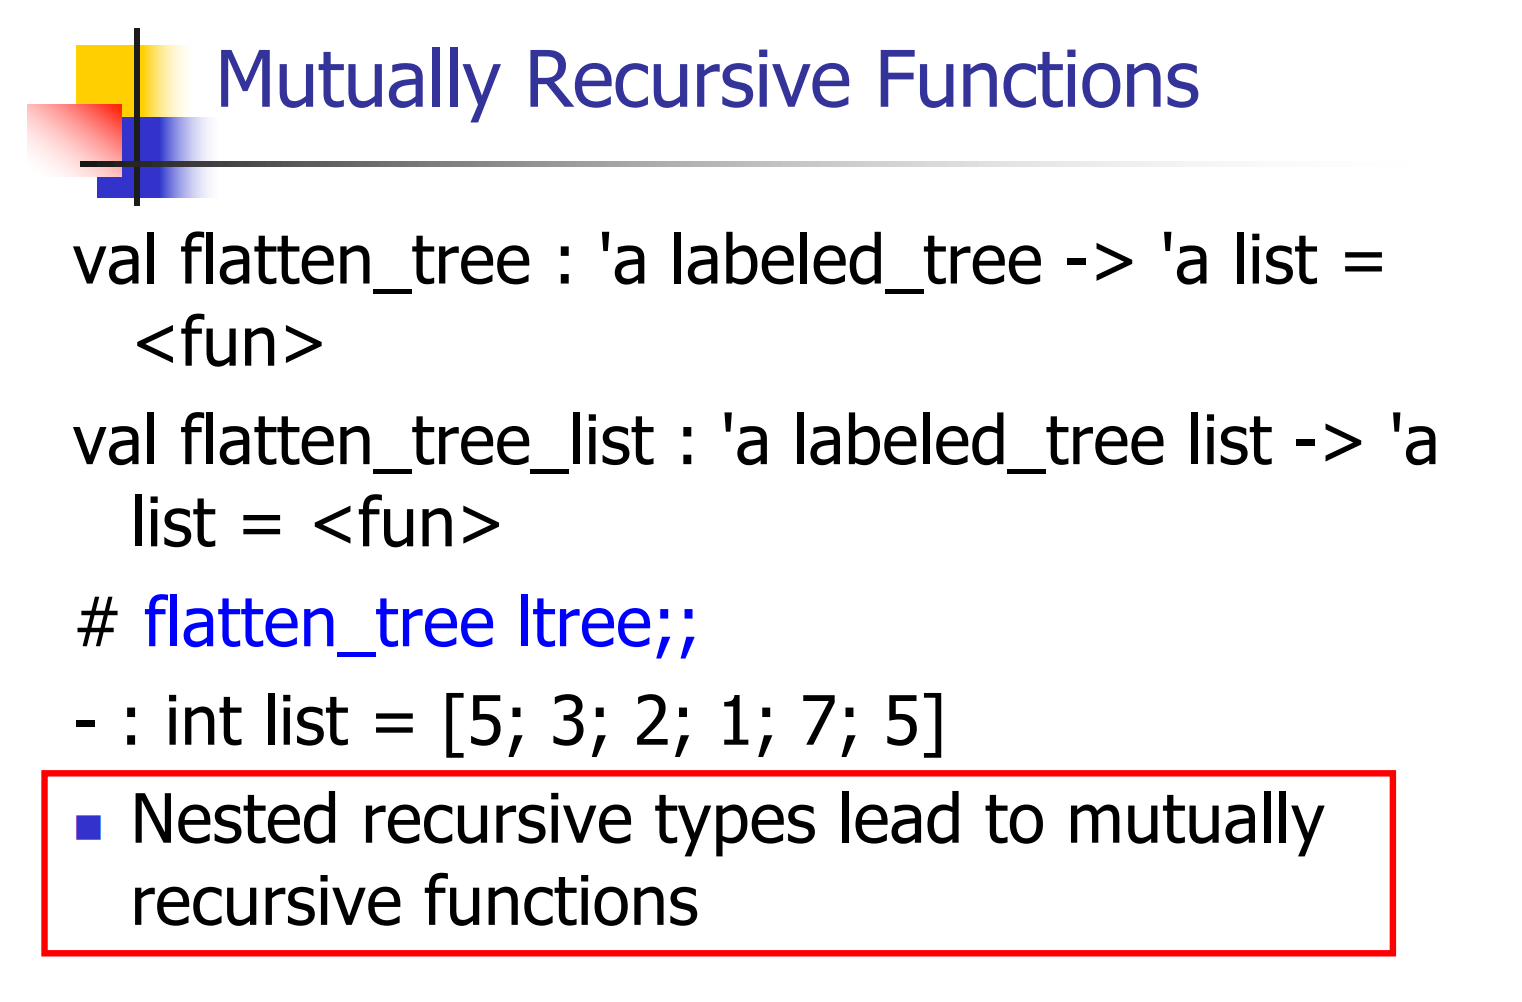 Mutually Recursive Functions
val flatten_tree : 'a labeled_tree -> 'a list =
<fun>
val flatten_tree_list : 'a labeled_tree list -> 'a
list = <fun>
# flatten_tree ltree;;
- : int list = [5; 3; 2; 1; 7; 5]
Nested recursive types lead to mutually
recursive functions